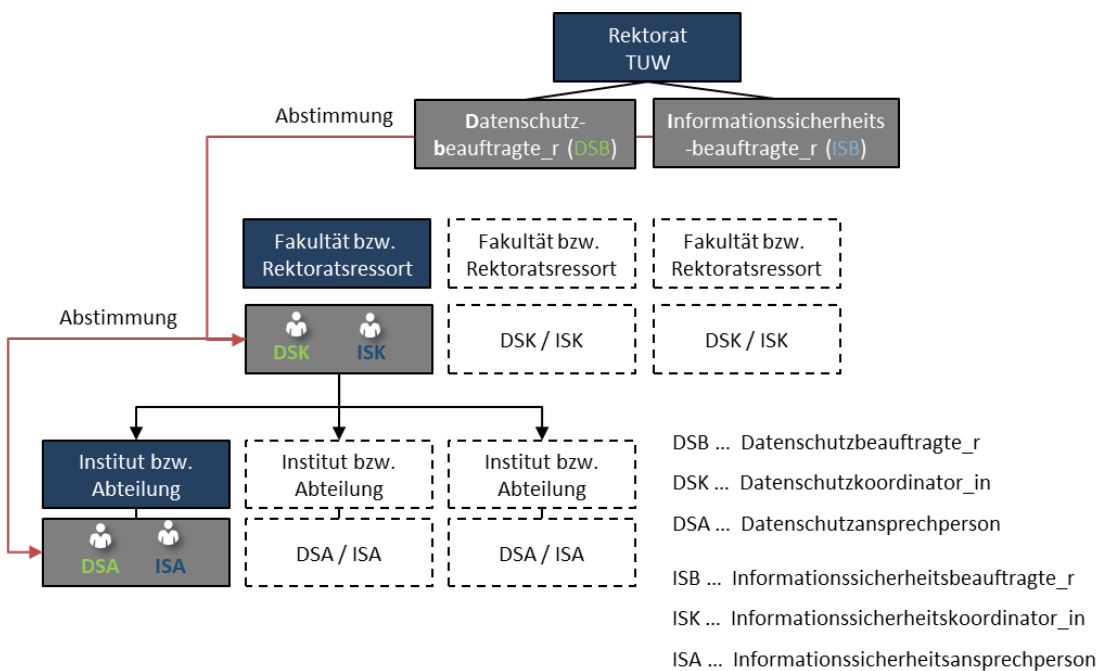 Rektorat
TUW
Abstimmung
Datenschutz-
beauftragte_r (DSB)
Informationssicherheits
-beauftragte_r (ISB)
Fakultät bzw.
Rektoratsressort
Fakultät bzw.
Rektoratsressort
Fakultät bzw.
Rektoratsressort
Abstimmung
DSK
ISK
DSK / ISK
DSK / ISK
Institut bzw.
Abteilung
Institut bzw.
Abteilung
Institut bzw.
Abteilung
DSA
ISA
DSA / ISA
DSA / ISA
DSB ... Datenschutzbeauftragte_r
DSK ... Datenschutzkoordinator_in
DSA ... Datenschutzansprechperson
ISB ... Informationssicherheitsbeauftragte_r
ISK ... Informationssicherheitskoordinator_in
ISA ... Informationssicherheitsansprechperson